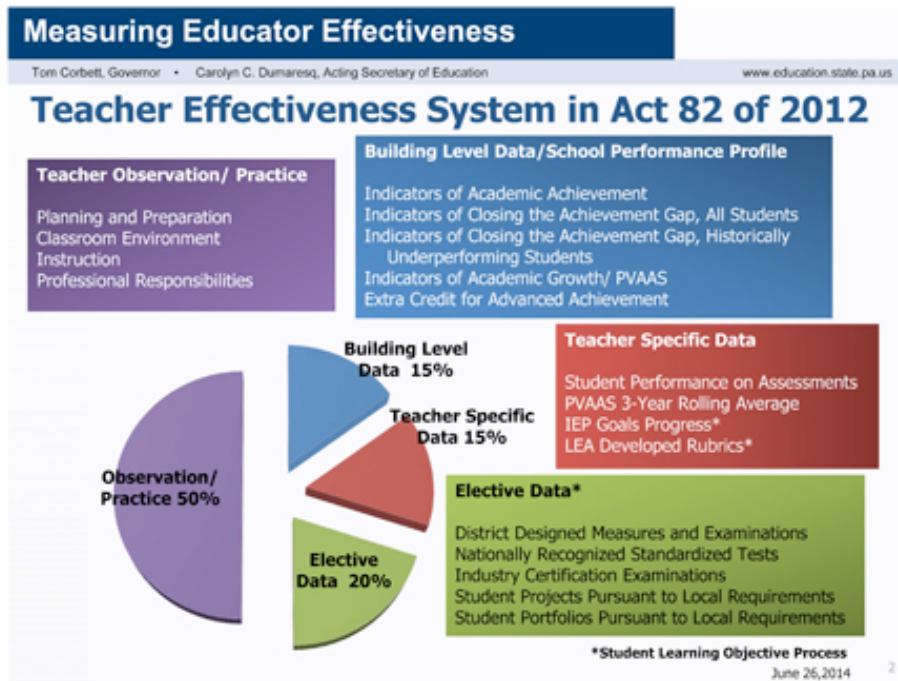 Measuring Educator Effectiveness
Tom Corbett, Governor • Carolyn C. Dumaresq, Acting Secretary of Education www.education.state.pa.us
Teacher Effectiveness System in Act 82 of 2012
Teacher Observation/ Practice
Planning and Preparation
Classroom Environment
Instruction
Professional Responsibilities
Building Level Data/School Performance Profile
Indicators of Academic Achievement
Indicators of Closing the Achievement Gap, All Students
Indicators of Closing the Achievement Gap, Historically
Underperforming Students
Indicators of Academic Growth/ PVAAS
Extra Credit for Advanced Achievement
Building Level
Data 15%
Teacher Specific
Data 15%
Observation/
Practice 50%
Elective
Data 20%
Teacher Specific Data
Student Performance on Assessments
PVAAS 3-Year Rolling Average
IEP Goals Progress*
LEA Developed Rubrics*
Elective Data*
District Designed Measures and Examinations
Nationally Recognized Standardized Tests
Industry Certification Examinations
Student Projects Pursuant to Local Requirements
Student Portfolios Pursuant to Local Requirements
*Student Learning Objective Process
June 26,2014
2